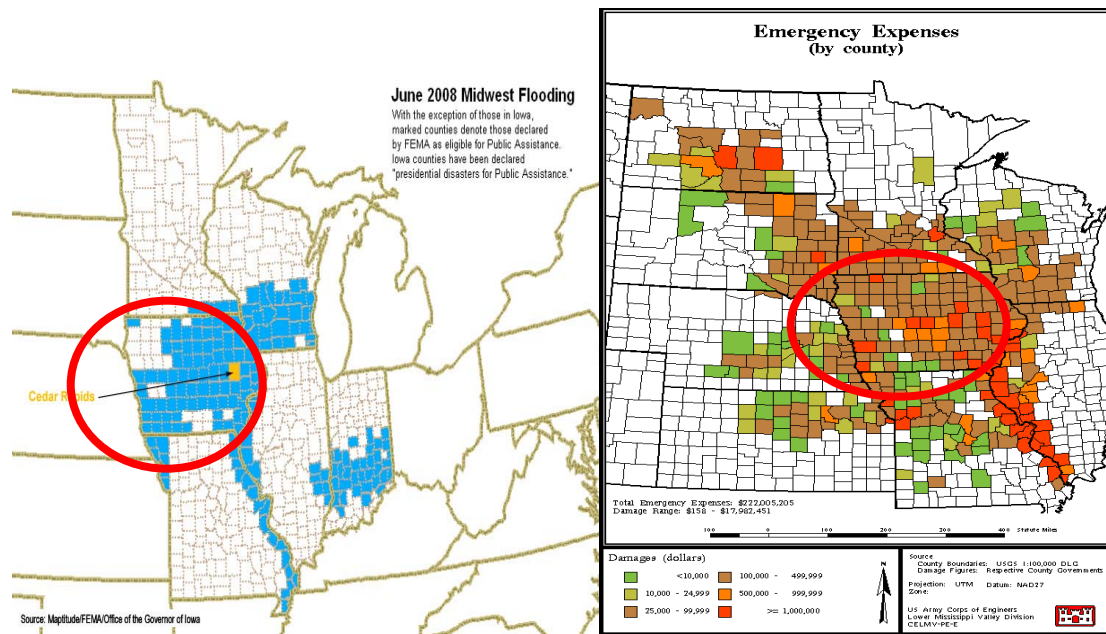 June 2008 Midwest Flooding
With the exception of those in Iowa,
marked counties denote those declared
by FEMA as eligible for Public Assistance.
Iowa counties have been declared
"presidential disasters for Public Assistance."
Cedar Rapids
Source: Maptitude/FEMA/Office of the Governor of Iowa
Emergency Expenses
(by county)
Total Emergency Expenses: $222,005,205
Damage Range: $158 - $17,982,451
100 0 100 200 300 400 Statute Miles
Damages (dollars)
<10,000
10,000 - 24,999
25,000 - 99,999
100,000 - 499,999
500,000 - 999,999
>= 1,000,000
N
Source
County Boundaries: USGS 1:100,000 DLG
Damage Figures: Respective County Governments
Projection: UTM Datum: NAD27
Zone:
US Army Corps of Engineers
Lower Mississippi Valley Division
CELMV-PE-E